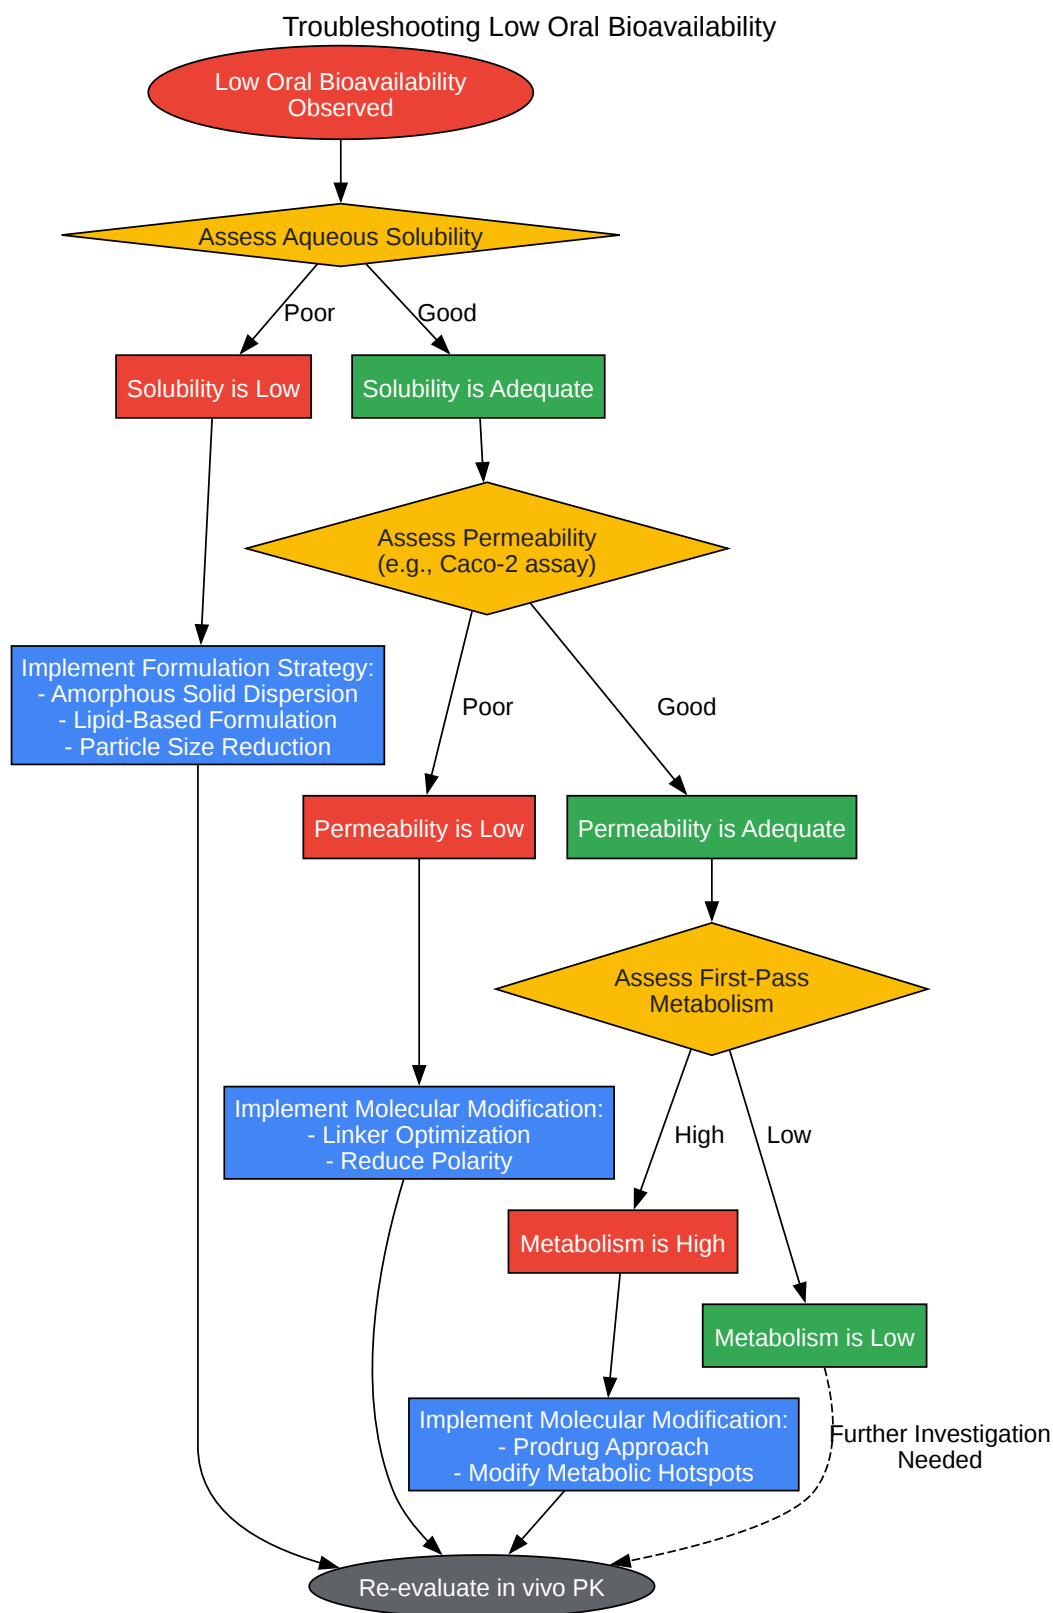 Troubleshooting Low Oral Bioavailability
Low Oral Bioavailability
Observed
Assess Aqueous Solubility
Poor
Good
Solubility is Low
Solubility is Adequate
Assess Permeability
(e.g., Caco-2 assay)
Implement Formulation Strategy:
- Amorphous Solid Dispersion
- Lipid-Based Formulation
- Particle Size Reduction
Poor
Good
Permeability is Low
Permeability is Adequate
Assess First-Pass
Metabolism
Implement Molecular Modification:
- Linker Optimization
- Reduce Polarity
High
Low
Metabolism is High
Metabolism is Low
Implement Molecular Modification:
- Prodrug Approach
- Modify Metabolic Hotspots
Further Investigation
Needed
Re-evaluate in vivo PK